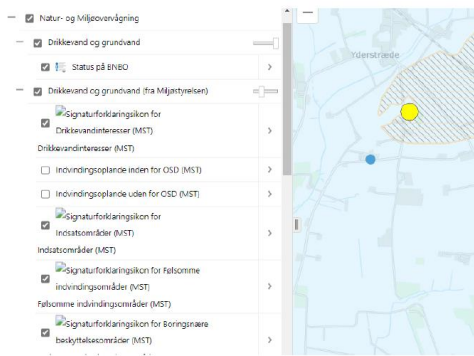 Natur- og Miljøovervågning
Drikkevand og grundvand
Status på BNBO
Drikkevand og grundvand (fra Miljøstyrelsen)
Signaturforklaringsikon for
Drikkevandinteresser (MST)
Drikkevandinteresser (MST)
Indvindingsoplande inden for OSD (MST)
Indvindingsoplande uden for OSD (MST)
Signaturforklaringsikon for
Indsatsområder (MST)
Indsatsområder (MST)
Signaturforklaringsikon for Følsomme
indvindingsområder (MST)
Følsomme indvindingsområder (MST)
Signaturforklaringsikon for Boringsnære
beskyttelsesområder (MST)
Yderstræde